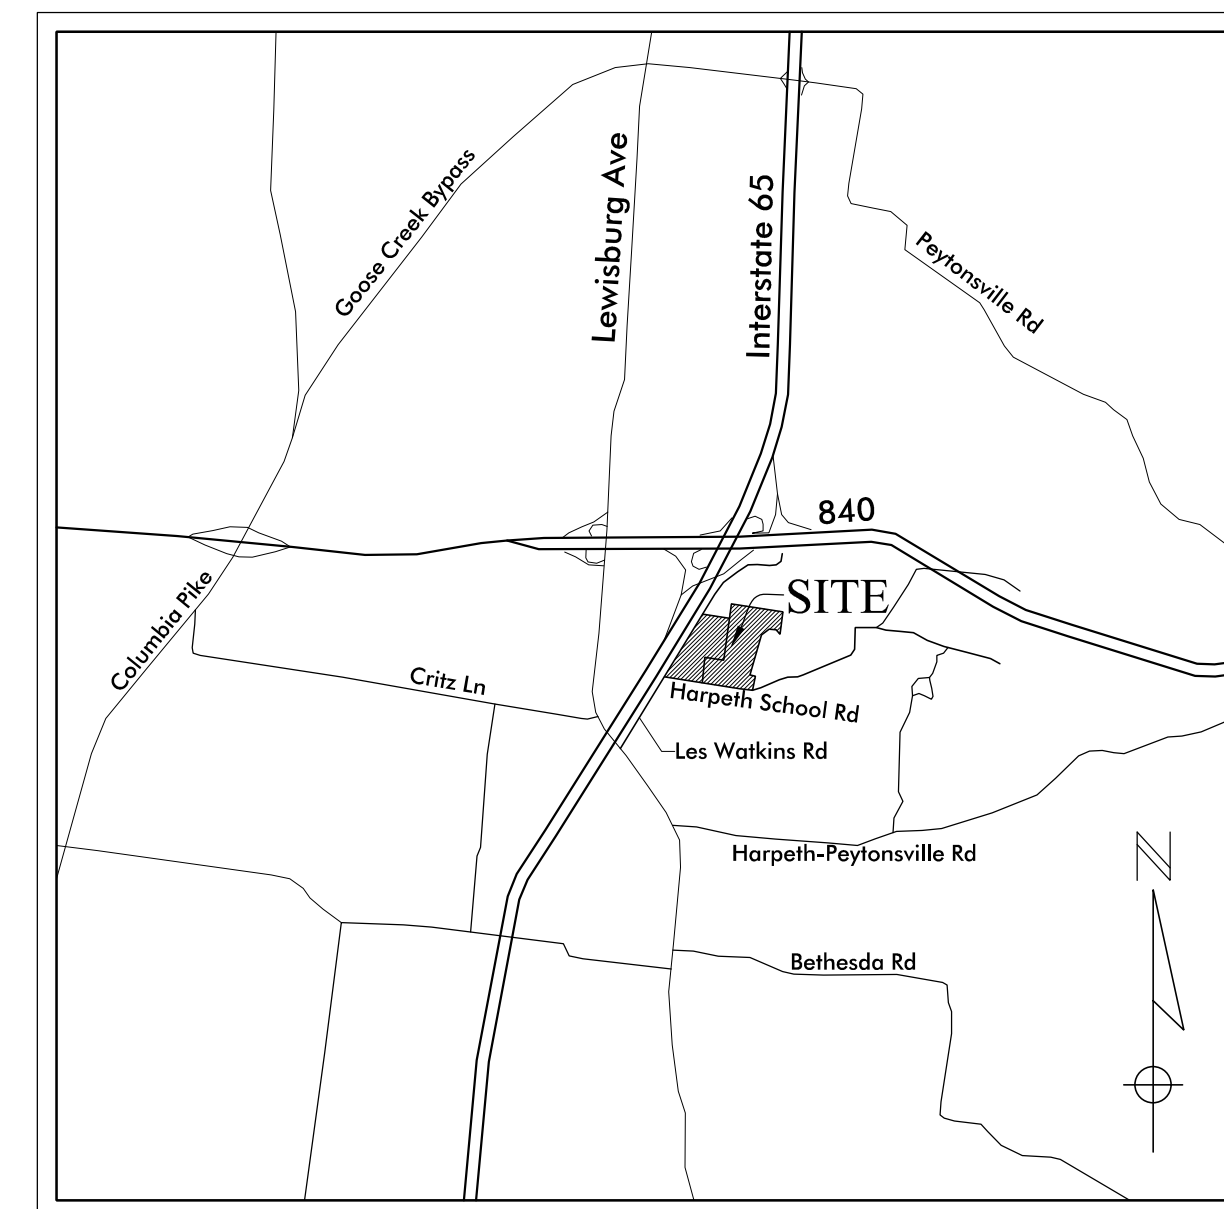 Goose Creek Bypass
Lewisburg Ave
Interstate 65
Peytonsville Rd
840
Columbia Pike
SITE
Critz Ln
Harpeth School Rd
Les Watkins Rd
Harpeth-Peytonsville Rd
N
Bethesda Rd